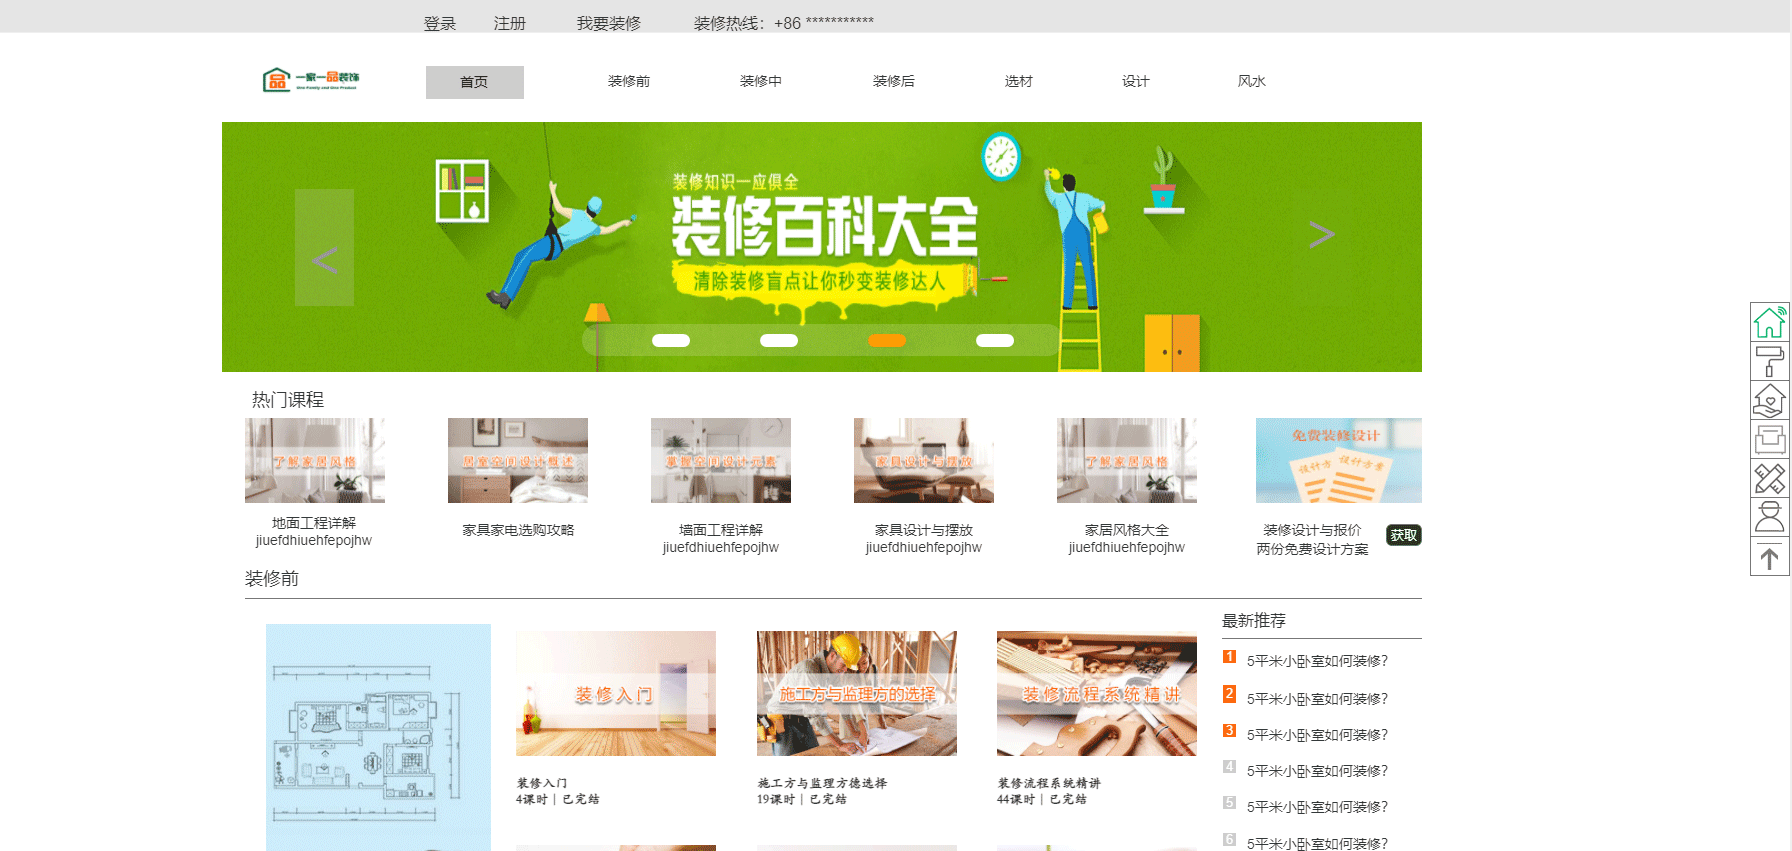 登录 注册 我要装修 装修热线：+86 ***********
一家一品装饰
One Family and One Product
首页 装修前 装修中 装修后 选材 设计 风水
装修知识一应俱全
装修百科大全
清除装修盲点让你秒变装修达人
< >
热门课程
了解家居风格 居室空间设计概述 掌握空间设计元素 家具设计与摆放 了解家居风格 免费装修设计
设计方 设计方案
地面工程详解
jiuefdhiuehfepojhw
家具家电选购攻略
墙面工程详解
jiuefdhiuehfepojhw
家具设计与摆放
jiuefdhiuehfepojhw
家居风格大全
jiuefdhiuehfepojhw
装修设计与报价
两份免费设计方案
获取
装修前
装修入门
施工方与监理方的选择
装修流程系统精讲
装修入门
4课时 | 已完结
施工方与监理方德选择
19课时 | 已完结
装修流程系统精讲
44课时 | 已完结
最新推荐
1 5平米小卧室如何装修?
2 5平米小卧室如何装修?
3 5平米小卧室如何装修?
4 5平米小卧室如何装修?
5 5平米小卧室如何装修?
6 5平米小卧室如何装修?